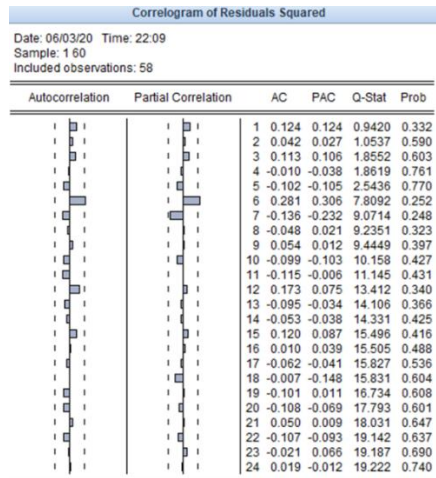 Correlogram of Residuals Squared
Date: 06/03/20 Time: 22:09
Sample: 1 60
Included observations: 58
Autocorrelation Partial Correlation AC PAC Q-Stat Prob
1 0.124 0.124 0.9420 0.332
2 0.042 0.027 1.0537 0.590
3 0.113 0.106 1.8552 0.603
4 -0.010 -0.038 1.8619 0.761
5 -0.102 -0.105 2.5436 0.770
6 0.281 0.306 7.8092 0.252
7 -0.136 -0.232 9.0714 0.248
8 -0.048 0.021 9.2351 0.323
9 0.054 0.012 9.4449 0.397
10 -0.099 -0.103 10.158 0.427
11 -0.115 -0.006 11.145 0.431
12 0.173 0.075 13.412 0.340
13 -0.095 -0.034 14.106 0.366
14 -0.053 -0.038 14.331 0.425
15 0.120 0.087 15.496 0.416
16 0.010 0.039 15.505 0.488
17 -0.062 -0.041 15.827 0.536
18 -0.007 -0.148 15.831 0.604
19 -0.101 0.011 16.734 0.608
20 -0.108 -0.069 17.793 0.601
21 0.050 0.009 18.031 0.647
22 -0.107 -0.093 19.142 0.637
23 -0.021 0.066 19.187 0.690
24 0.019 -0.012 19.222 0.740